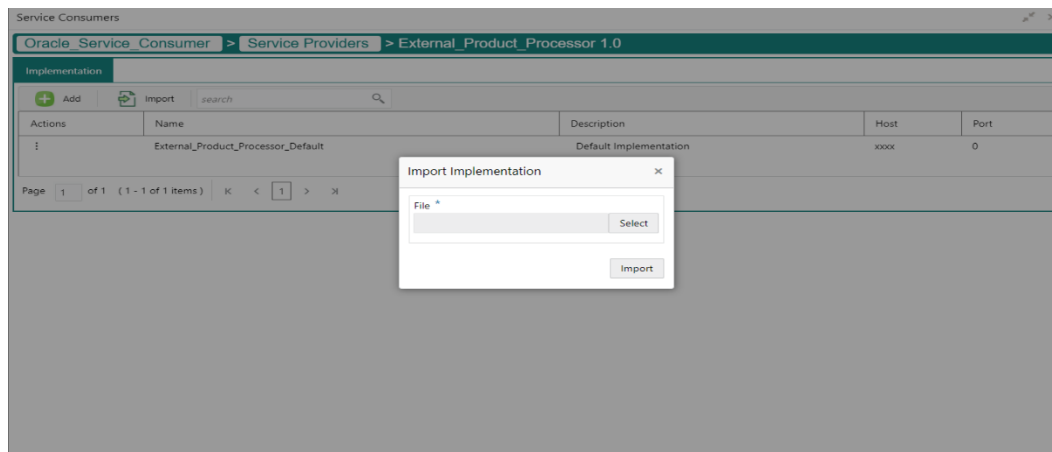 Service Consumers
Oracle_Service_Consumer > Service Providers > External_Product_Processor 1.0
Implementation
Add Import search
Actions Name Description Host Port
External_Product_Processor_Default Default Implementation xxxx 0
Import Implementation
Page 1 of 1 (1 - 1 of 1 items) 1
File *
Select
Import